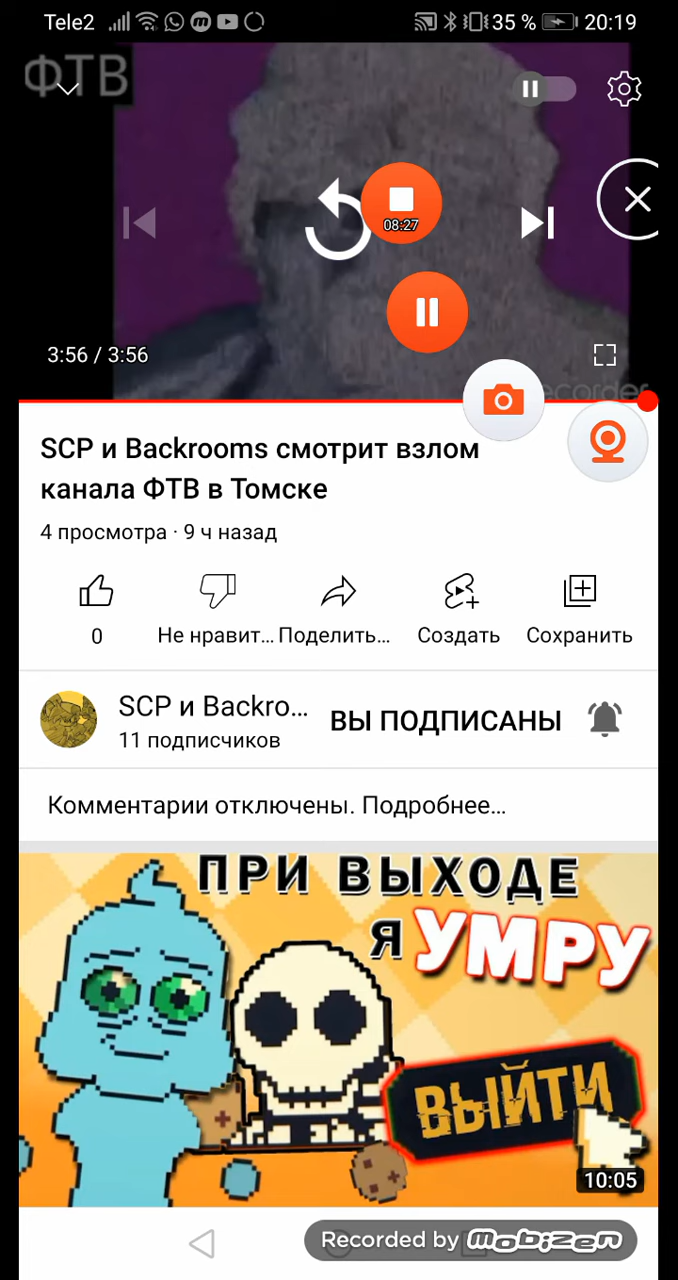 Tele2
35 %
20:19
ФТВ
08:27
3:56 / 3:56
ecorder
SCP и Backrooms смотрит взлом
канала ФТВ в Томске
4 просмотра · 9 ч назад
0
Не нравит...
Поделить...
Создать
Сохранить
SCP и Backro...
ВЫ ПОДПИСАНЫ
11 подписчиков
Комментарии отключены. Подробнее...
ПРИ ВЫХОДЕ
я УМРУ
ВЫЙТИ
10:05
Recorded by mobizen